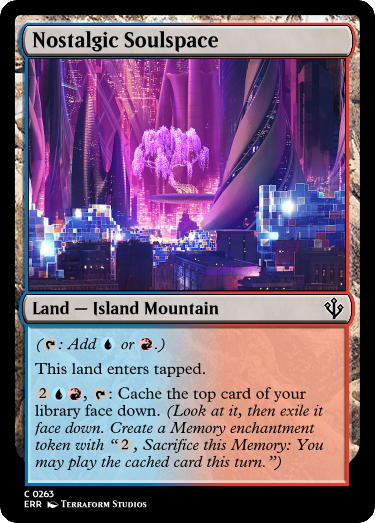 Nostalgic Soulspace
Land — Island Mountain
(: Add or .)
This land enters tapped.
2 , : Cache the top card of your
library face down. (Look at it, then exile it
face down. Create a Memory enchantment
token with “2, Sacrifice this Memory: You
may play the cached card this turn.”)
C 0263
ERR Terraform Studios